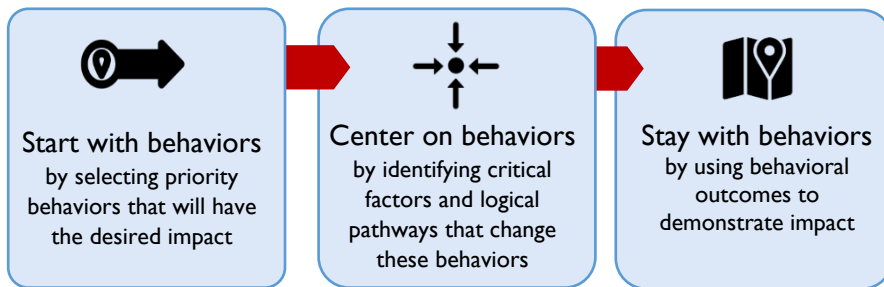 Start with behaviors
by selecting priority
behaviors that will have
the desired impact
Center on behaviors
by identifying critical
factors and logical
pathways that change
these behaviors
Stay with behaviors
by using behavioral
outcomes to
demonstrate impact